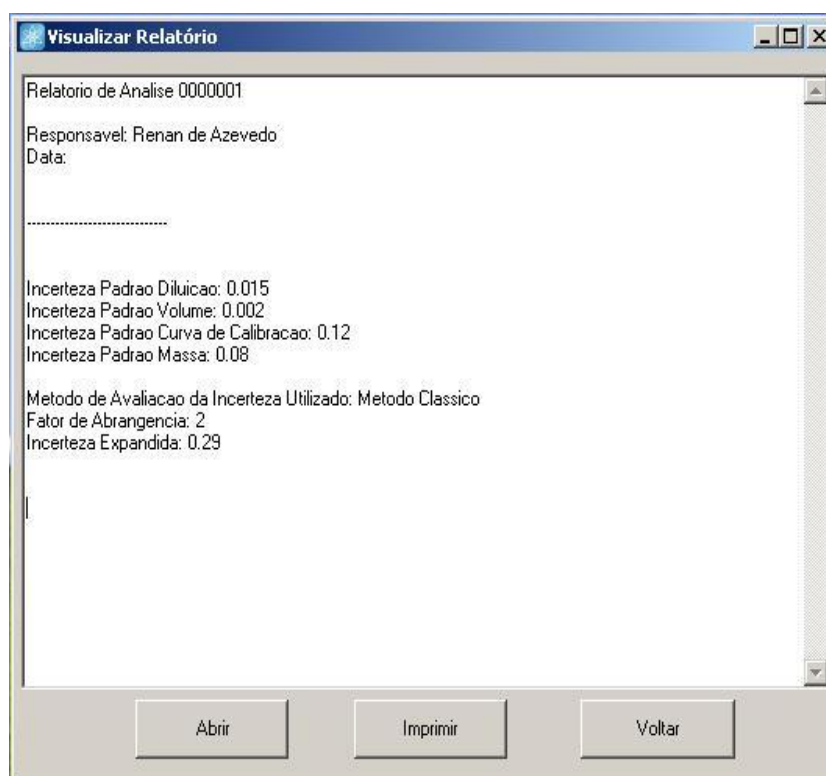 Visualizar Relatório
Relatorio de Analise 0000001
Responsavel: Renan de Azevedo
Data:
------------------------------
Incerteza Padrao Diluicao: 0.015
Incerteza Padrao Volume: 0.002
Incerteza Padrao Curva de Calibracao: 0.12
Incerteza Padrao Massa: 0.08
Metodo de Avaliacao da Incerteza Utilizado: Metodo Classico
Fator de Abrangencia: 2
Incerteza Expandida: 0.29
Abrir
Imprimir
Voltar